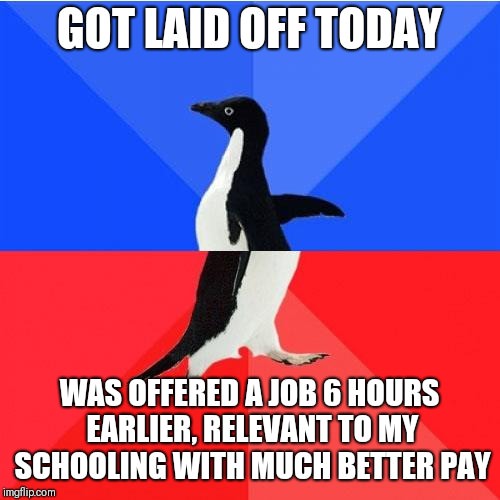 GOT LAID OFF TODAY
WAS OFFERED A JOB 6 HOURS
EARLIER, RELEVANT TO MY
SCHOOLING WITH MUCH BETTER PAY
imgflip.com